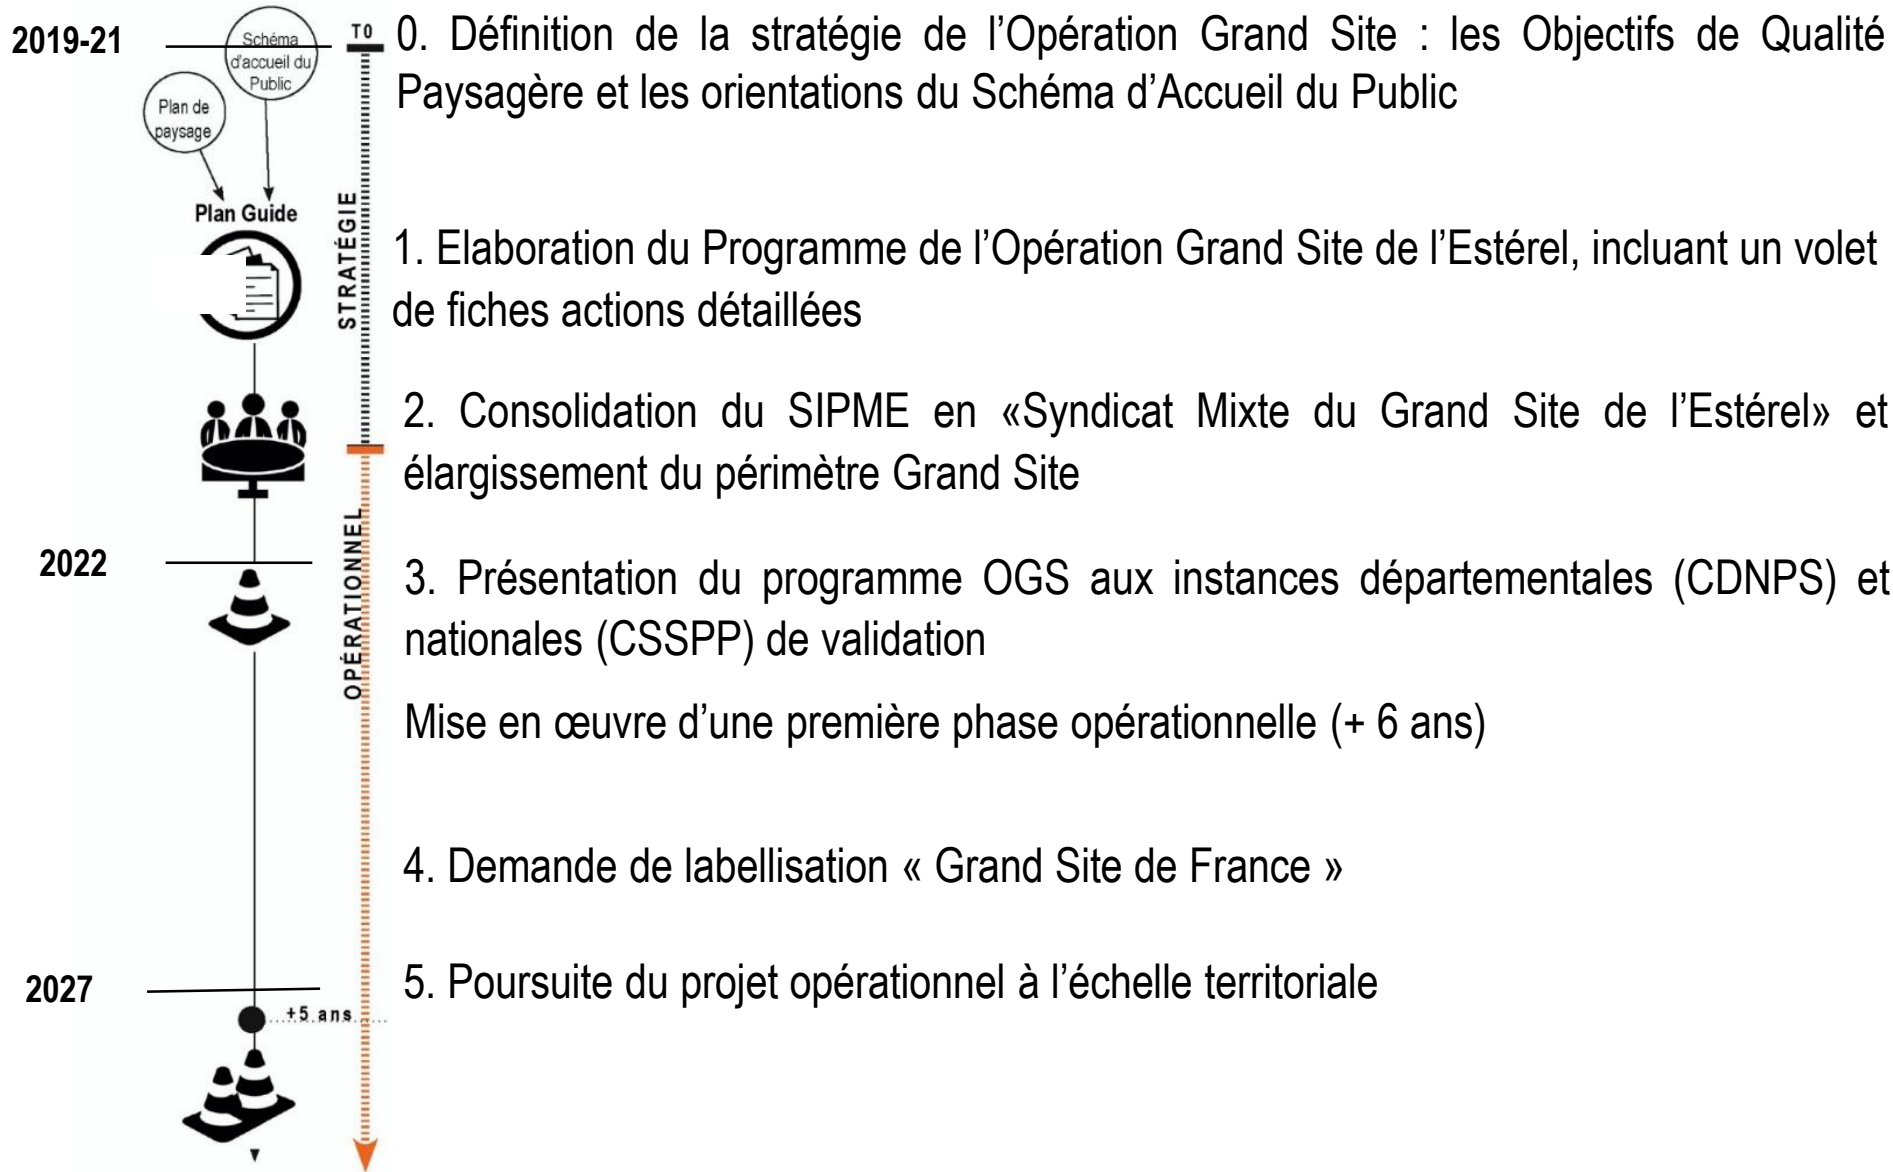 2019-21
T0
Schéma
d'accueil du
Public
Plan de
paysage
Plan Guide
STRATÉGIE
0. Définition de la stratégie de l'Opération Grand Site : les Objectifs de Qualité
Paysagère et les orientations du Schéma d'Accueil du Public
1. Elaboration du Programme de l'Opération Grand Site de l'Estérel, incluant un volet
de fiches actions détaillées
2. Consolidation du SIPME en «Syndicat Mixte du Grand Site de l'Estérel» et
élargissement du périmètre Grand Site
2022
OPÉRATIONNEL
3. Présentation du programme OGS aux instances départementales (CDNPS) et
nationales (CSSPP) de validation
Mise en œuvre d'une première phase opérationnelle (+ 6 ans)
4. Demande de labellisation « Grand Site de France »
2027
5. Poursuite du projet opérationnel à l'échelle territoriale
+5 ans